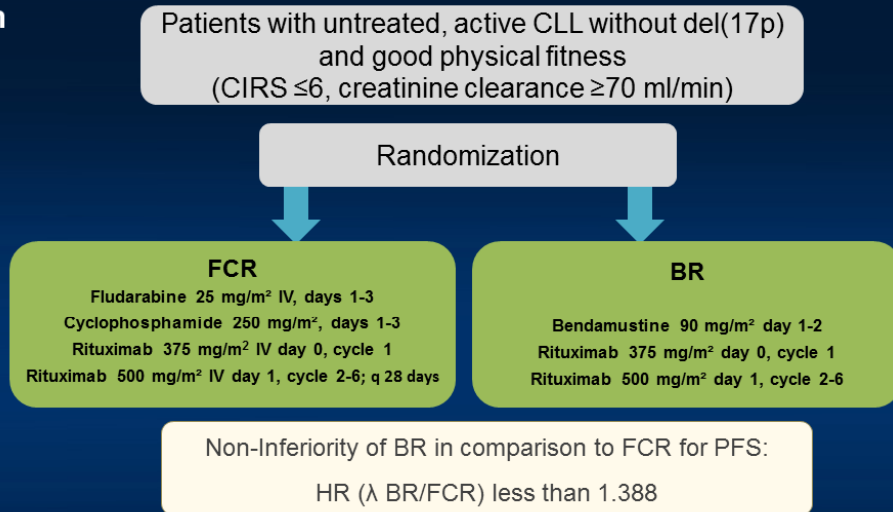 Patients with untreated, active CLL without del(17p)
and good physical fitness
(CIRS ≤6, creatinine clearance ≥70 ml/min)
Randomization
FCR
Fludarabine 25 mg/m² IV, days 1-3
Cyclophosphamide 250 mg/m², days 1-3
Rituximab 375 mg/m² IV day 0, cycle 1
Rituximab 500 mg/m² IV day 1, cycle 2-6; q 28 days
BR
Bendamustine 90 mg/m² day 1-2
Rituximab 375 mg/m² day 0, cycle 1
Rituximab 500 mg/m² day 1, cycle 2-6
Non-Inferiority of BR in comparison to FCR for PFS:
HR (λ BR/FCR) less than 1.388